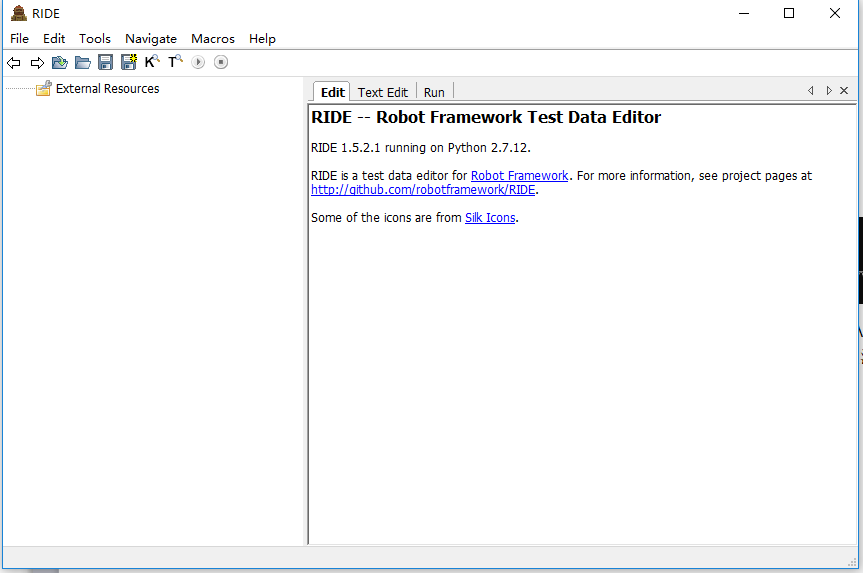 RIDE
File Edit Tools Navigate Macros Help
K T
External Resources
Edit Text Edit Run
RIDE -- Robot Framework Test Data Editor
RIDE 1.5.2.1 running on Python 2.7.12.
RIDE is a test data editor for Robot Framework. For more information, see project pages at
http://github.com/robotframework/RIDE.
Some of the icons are from Silk Icons.